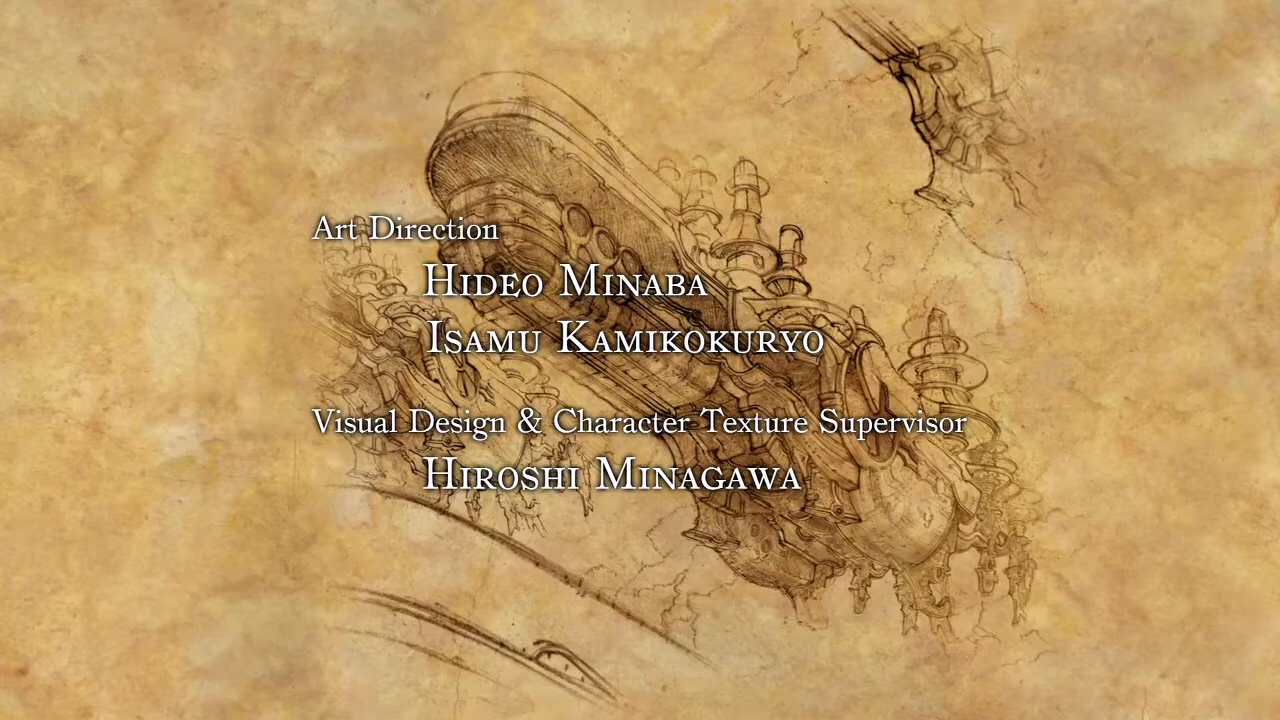 Art Direction
Hideo Minaba
Isamu Kamikokuryo
Visual Design & Character Texture Supervisor
Hiroshi Minagawa